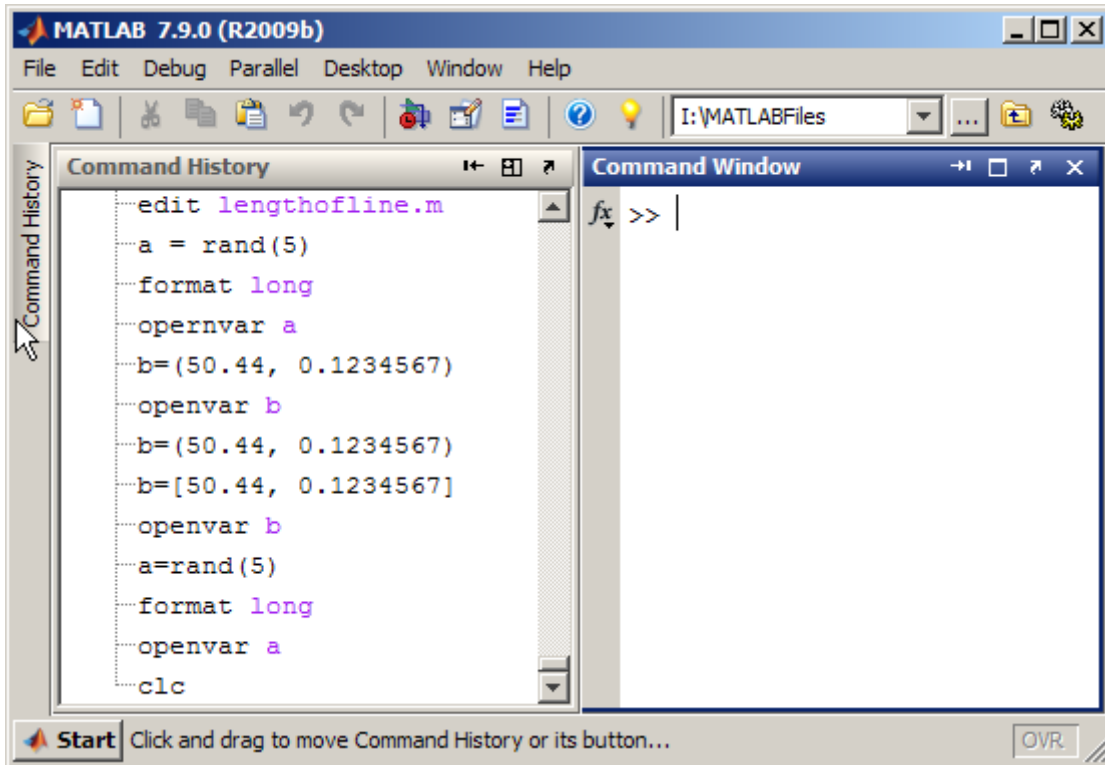 MATLAB 7.9.0 (R2009b)
File Edit Debug Parallel Desktop Window Help
I:\MATLABFiles ...
Command History
Command History
edit lengthofline.m
a = rand(5)
format long
opernvar a
b=(50.44, 0.1234567)
openvar b
b=(50.44, 0.1234567)
b=[50.44, 0.1234567]
openvar b
a=rand(5)
format long
openvar a
clc
Command Window
fx >>
Start Click and drag to move Command History or its button... OVR